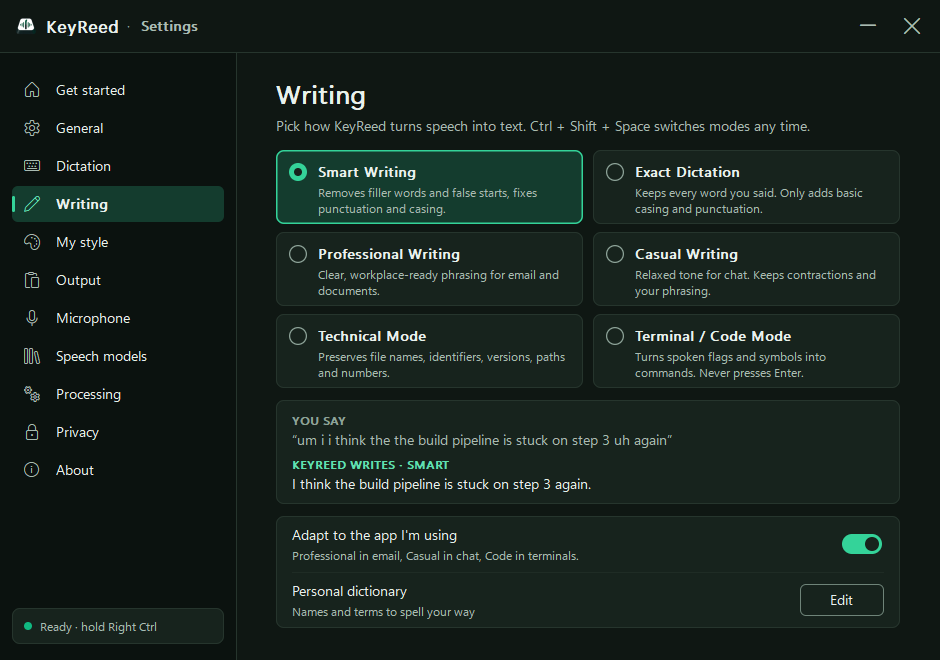 KeyReed · Settings
Get started
General
Dictation
Writing
My style
Output
Microphone
Speech models
Processing
Privacy
About
Ready · hold Right Ctrl
Writing
Pick how KeyReed turns speech into text. Ctrl + Shift + Space switches modes any time.
Smart Writing
Removes filler words and false starts, fixes
punctuation and casing.
Exact Dictation
Keeps every word you said. Only adds basic
casing and punctuation.
Professional Writing
Clear, workplace-ready phrasing for email and
documents.
Casual Writing
Relaxed tone for chat. Keeps contractions and
your phrasing.
Technical Mode
Preserves file names, identifiers, versions, paths
and numbers.
Terminal / Code Mode
Turns spoken flags and symbols into
commands. Never presses Enter.
YOU SAY
“um i i think the the build pipeline is stuck on step 3 uh again”
KEYREED WRITES · SMART
I think the build pipeline is stuck on step 3 again.
Adapt to the app I'm using
Professional in email, Casual in chat, Code in terminals.
Personal dictionary
Names and terms to spell your way
Edit